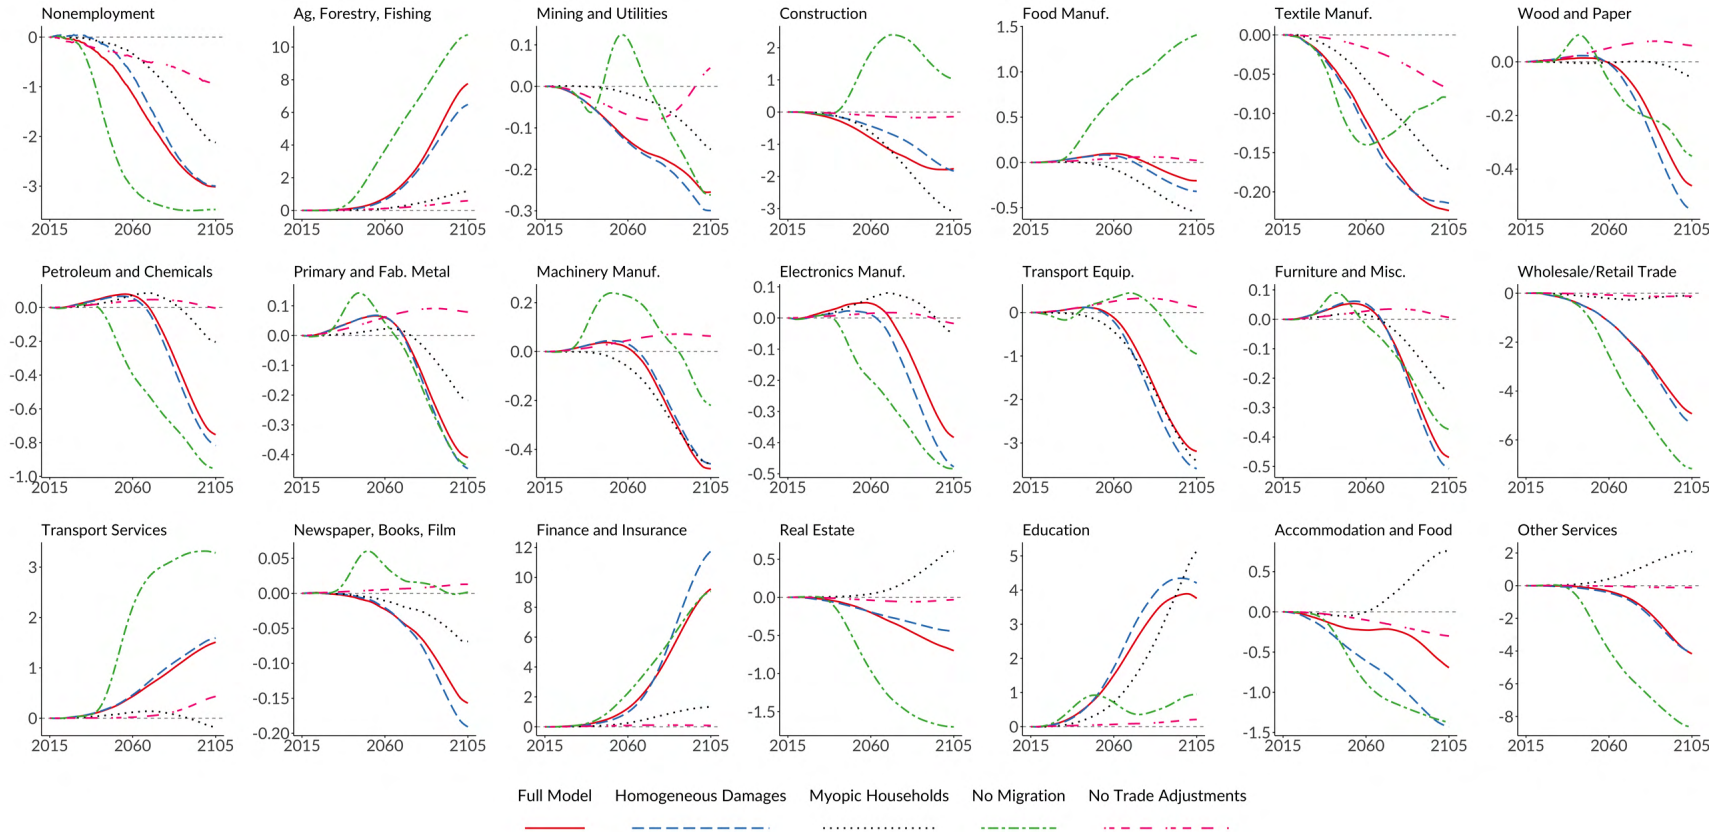 Nonemployment
0
-1
-2
-3
2015 2060 2105
Ag, Forestry, Fishing
10
8
6
4
2
0
2015 2060 2105
Mining and Utilities
0.1
0.0
-0.1
-0.2
-0.3
2015 2060 2105
Construction
2
1
0
-1
-2
-3
2015 2060 2105
Food Manuf.
1.5
1.0
0.5
0.0
-0.5
2015 2060 2105
Textile Manuf.
0.00
-0.05
-0.10
-0.15
-0.20
2015 2060 2105
Wood and Paper
0.0
-0.2
-0.4
2015 2060 2105
Petroleum and Chemicals
0.0
-0.2
-0.4
-0.6
-0.8
-1.0
2015 2060 2105
Primary and Fab. Metal
0.1
0.0
-0.1
-0.2
-0.3
-0.4
2015 2060 2105
Machinery Manuf.
0.2
0.0
-0.2
-0.4
2015 2060 2105
Electronics Manuf.
0.1
0.0
-0.1
-0.2
-0.3
-0.4
-0.5
2015 2060 2105
Transport Equip.
0
-1
-2
-3
2015 2060 2105
Furniture and Misc.
0.1
0.0
-0.1
-0.2
-0.3
-0.4
-0.5
2015 2060 2105
Wholesale/Retail Trade
0
-2
-4
-6
2015 2060 2105
Transport Services
3
2
1
0
2015 2060 2105
Newspaper, Books, Film
0.05
0.00
-0.05
-0.10
-0.15
-0.20
2015 2060 2105
Finance and Insurance
12
10
8
6
4
2
0
2015 2060 2105
Real Estate
0.5
0.0
-0.5
-1.0
-1.5
2015 2060 2105
Education
5
4
3
2
1
0
2015 2060 2105
Accommodation and Food
0.5
0.0
-0.5
-1.0
-1.5
2015 2060 2105
Other Services
2
0
-2
-4
-6
-8
2015 2060 2105
Full Model Homogeneous Damages Myopic Households No Migration No Trade Adjustments